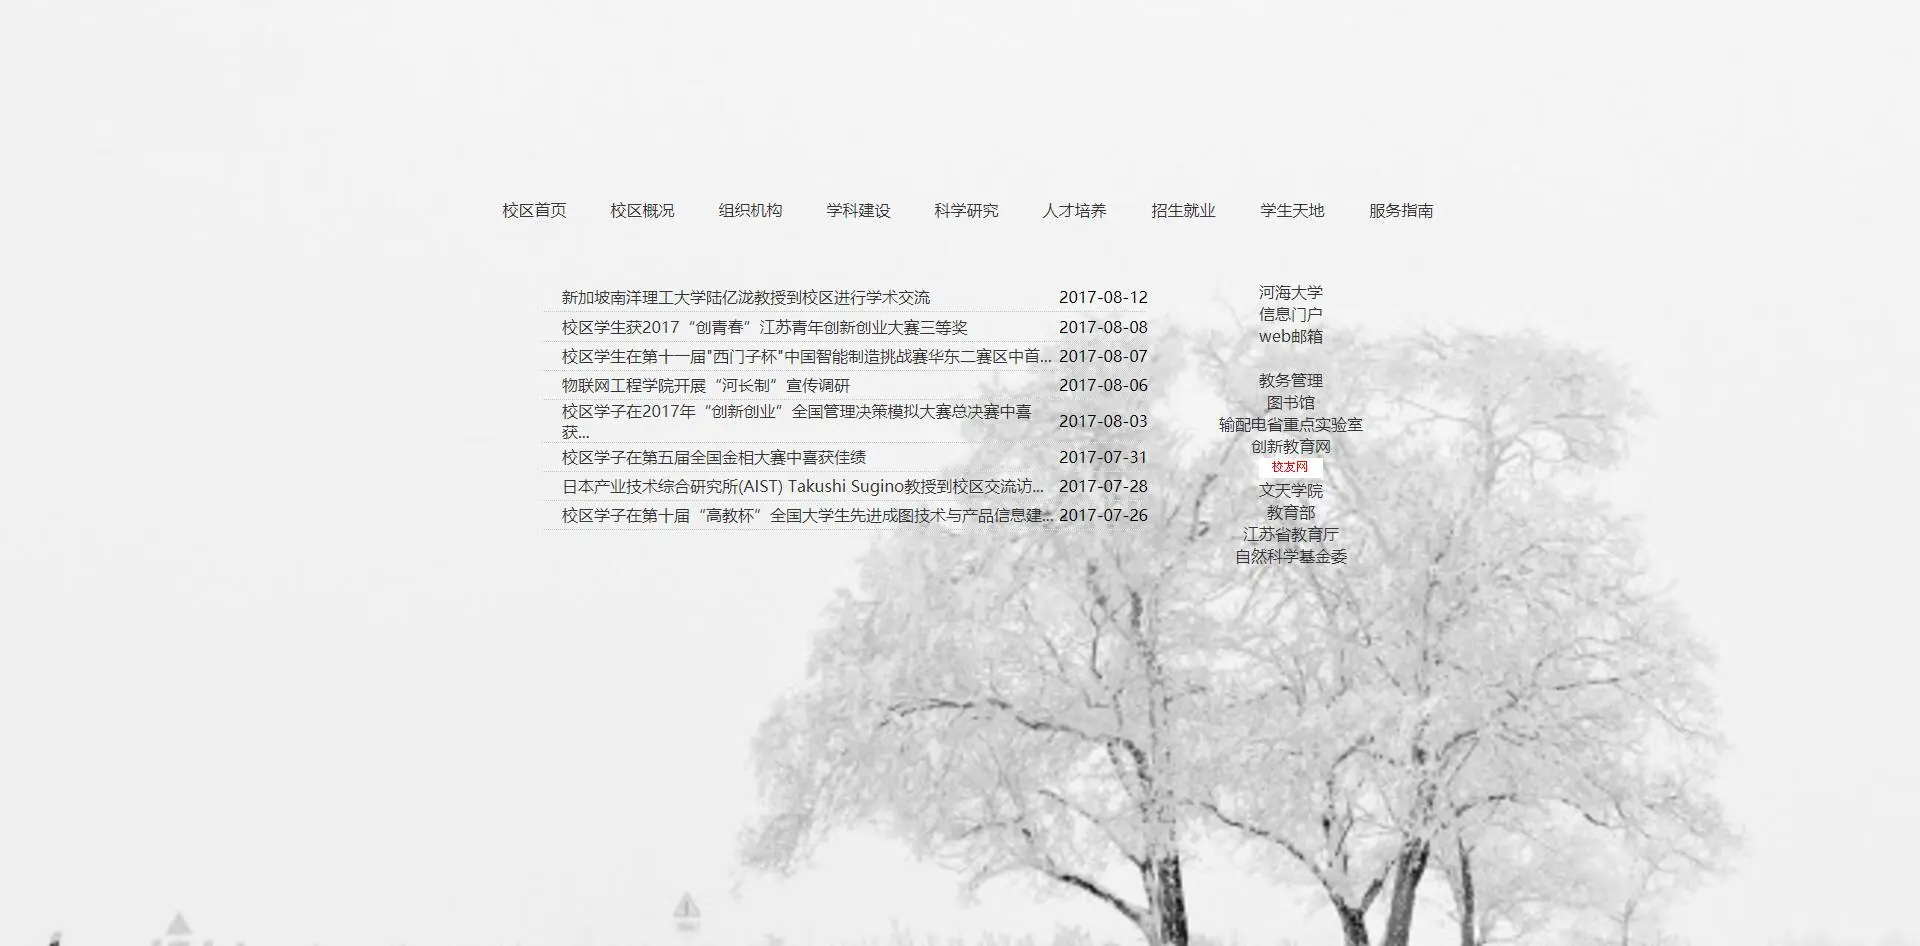 校区首页 校区概况 组织机构 学科建设 科学研究 人才培养 招生就业 学生天地 服务指南
新加坡南洋理工大学陆亿泷教授到校区进行学术交流 2017-08-12
校区学生获2017“创青春”江苏青年创新创业大赛三等奖 2017-08-08
校区学生在第十一届"西门子杯"中国智能制造挑战赛华东二赛区中首... 2017-08-07
物联网工程学院开展“河长制”宣传调研 2017-08-06
校区学子在2017年“创新创业”全国管理决策模拟大赛总决赛中喜
获... 2017-08-03
校区学子在第五届全国金相大赛中喜获佳绩 2017-07-31
日本产业技术综合研究所(AIST) Takushi Sugino教授到校区交流访... 2017-07-28
校区学子在第十届“高教杯”全国大学生先进成图技术与产品信息建... 2017-07-26
河海大学
信息门户
web邮箱
教务管理
图书馆
输配电省重点实验室
创新教育网
校友网
文天学院
教育部
江苏省教育厅
自然科学基金委